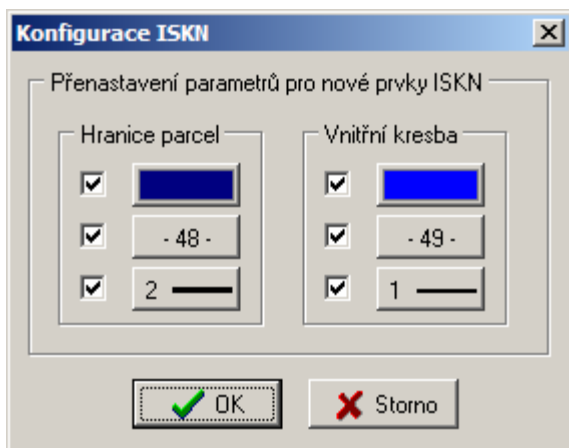 Konfigurace ISKN
Přenastavení parametrů pro nové prvky ISKN
Hranice parcel
Vnitřní kresba
- 48 -
- 49 -
2
1
OK
Storno